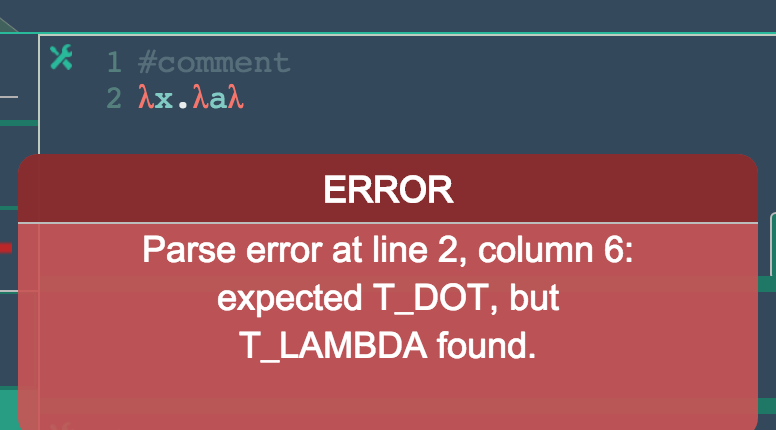 1 #comment
2 λx.λaλ
ERROR
Parse error at line 2, column 6:
expected T_DOT, but
T_LAMBDA found.